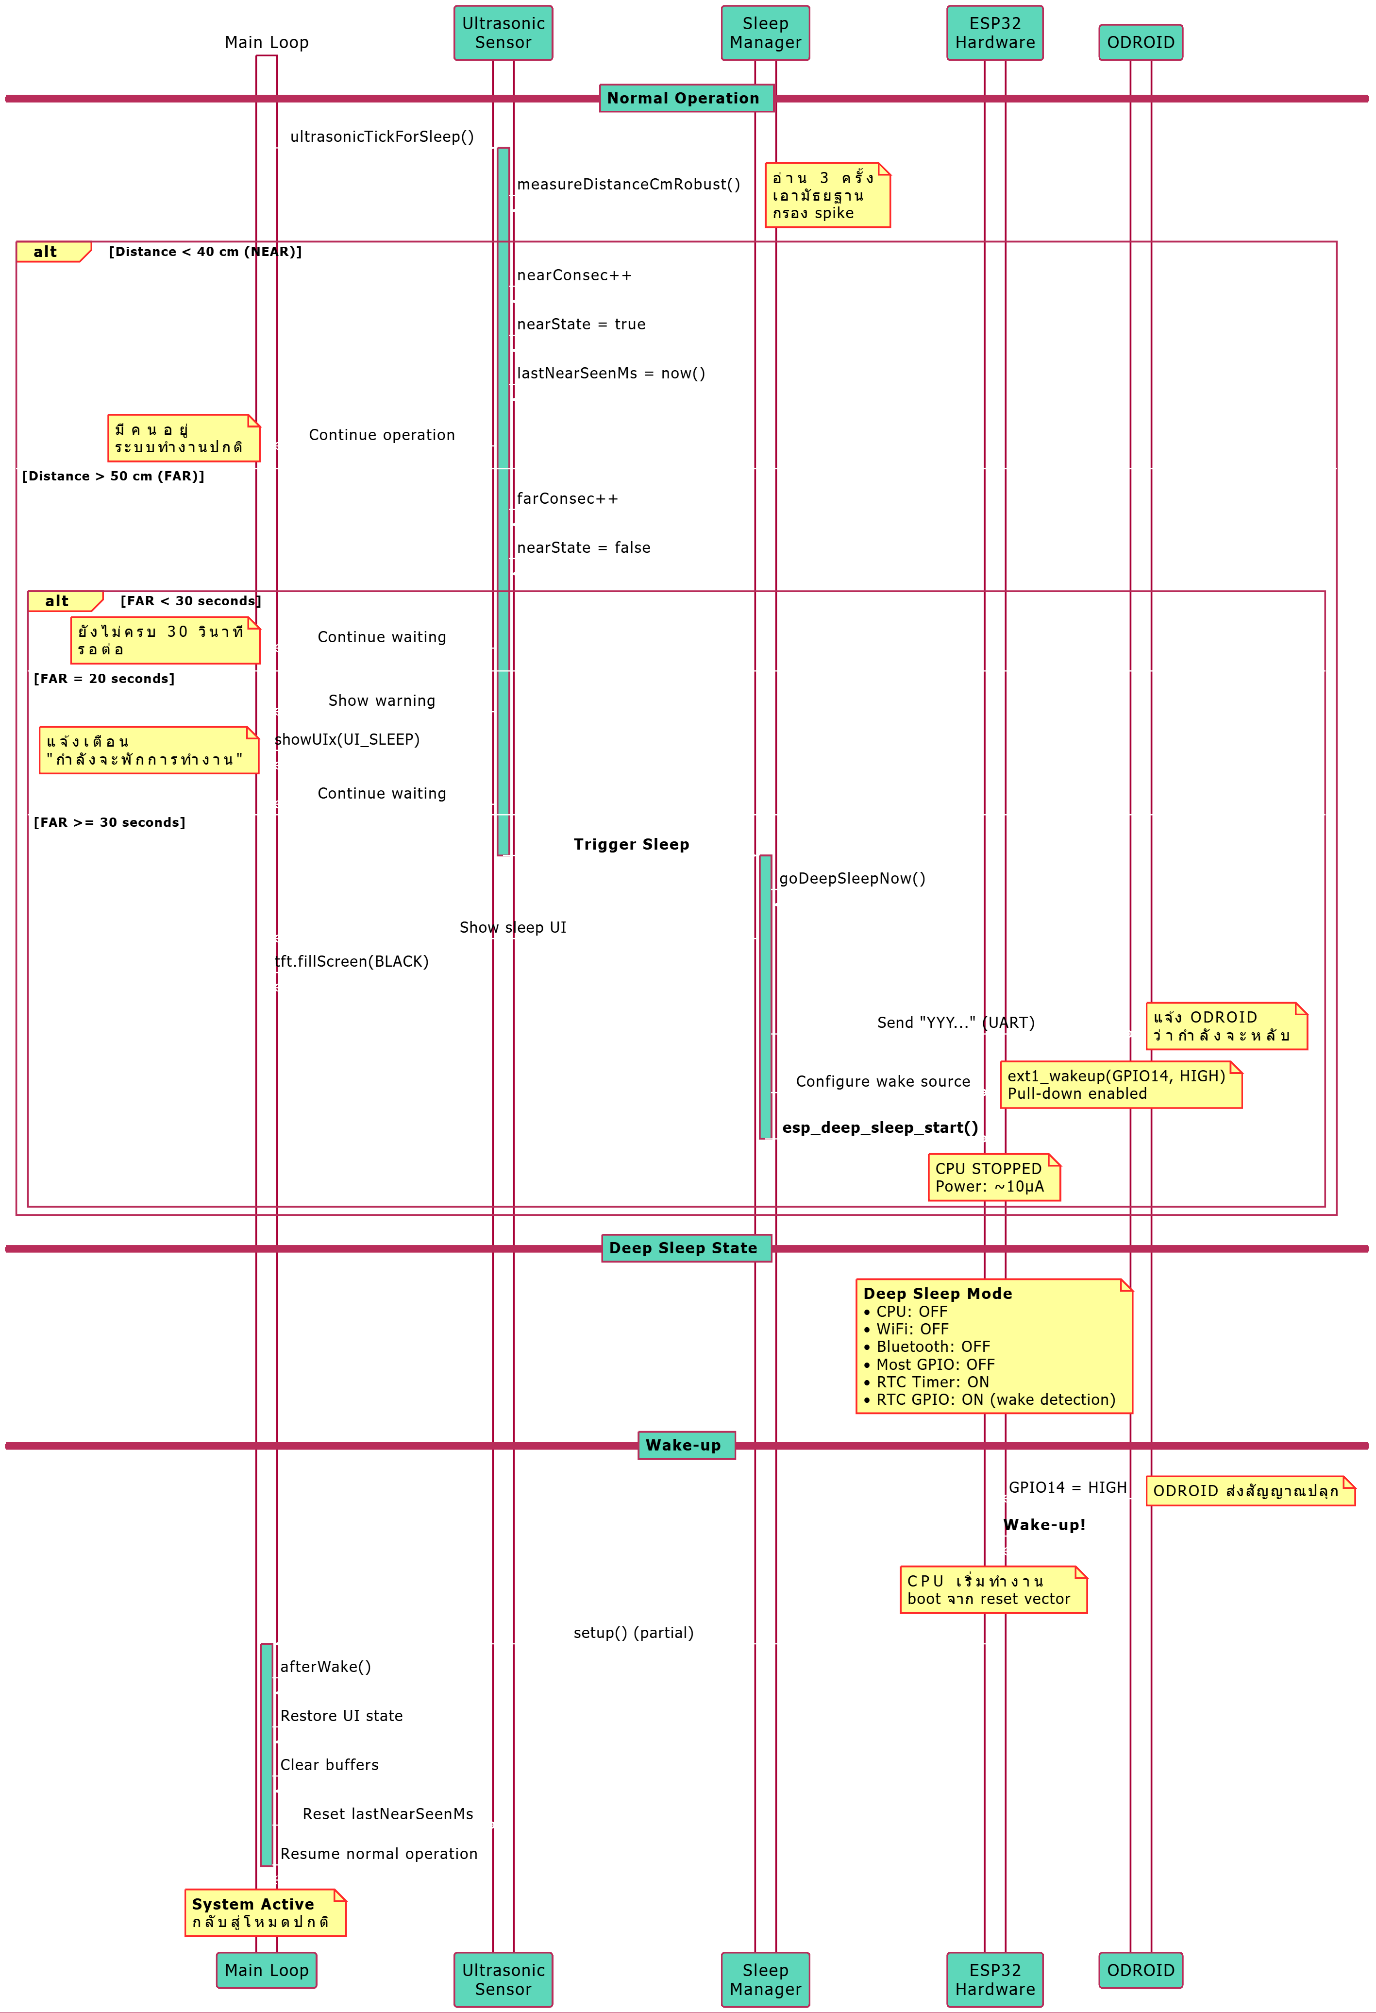 Main Loop
Ultrasonic
Sensor
Sleep
Manager
ESP32
Hardware
ODROID
Normal Operation
ultrasonicTickForSleep()
measureDistanceCmRobust()
อ่าน 3 ครั้ง
เอามัธยฐาน
กรอง spike
alt
[Distance < 40 cm (NEAR)]
nearConsec++
nearState = true
lastNearSeenMs = now()
มีคนอยู่
ระบบทำงานปกติ
Continue operation
[Distance > 50 cm (FAR)]
farConsec++
nearState = false
alt
[FAR < 30 seconds]
ยังไม่ครบ 30 วินาที
รอต่อ
Continue waiting
[FAR = 20 seconds]
Show warning
แจ้งเตือน
"กำลังจะพักการทำงาน"
showUIx(UI_SLEEP)
Continue waiting
[FAR >= 30 seconds]
Trigger Sleep
goDeepSleepNow()
Show sleep UI
tft.fillScreen(BLACK)
Send "YYY..." (UART)
แจ้ง ODROID
ว่ากำลังจะหลับ
Configure wake source
ext1_wakeup(GPIO14, HIGH)
Pull-down enabled
esp_deep_sleep_start()
CPU STOPPED
Power: ~10µA
Deep Sleep State
Deep Sleep Mode
• CPU: OFF
• WiFi: OFF
• Bluetooth: OFF
• Most GPIO: OFF
• RTC Timer: ON
• RTC GPIO: ON (wake detection)
Wake-up
GPIO14 = HIGH
ODROID ส่งสัญญาณปลุก
Wake-up!
CPU เริ่มทำงาน
boot จาก reset vector
setup() (partial)
afterWake()
Restore UI state
Clear buffers
Reset lastNearSeenMs
Resume normal operation
System Active
กลับสู่โหมดปกติ
Main Loop
Ultrasonic
Sensor
Sleep
Manager
ESP32
Hardware
ODROID